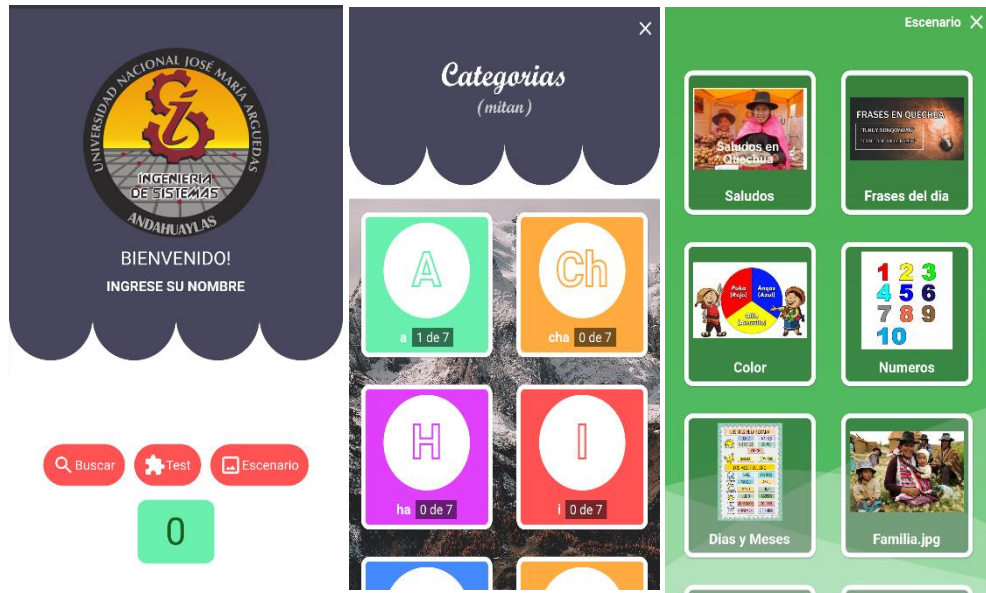 UNIVERSIDAD NACIONAL JOSÉ MARÍA ARGUEDAS
INGENIERIA
DE SISTEMAS
ANDAHUAYLAS
BIENVENIDO!
INGRESE SU NOMBRE
Buscar
Test
Escenario
0
Categorias
(mitan)
A
a 1 de 7
Ch
cha 0 de 7
H
ha 0 de 7
I
i 0 de 7
Escenario
Saludos en
Quechua
Saludos
FRASES EN QUECHUA
Frases del dia
Puka
(Rojo)
Anqas
(Azul)
(Amarillo)
Color
1 2 3
4 5 6
7 8 9
10
Numeros
Dias y Meses
Familia.jpg